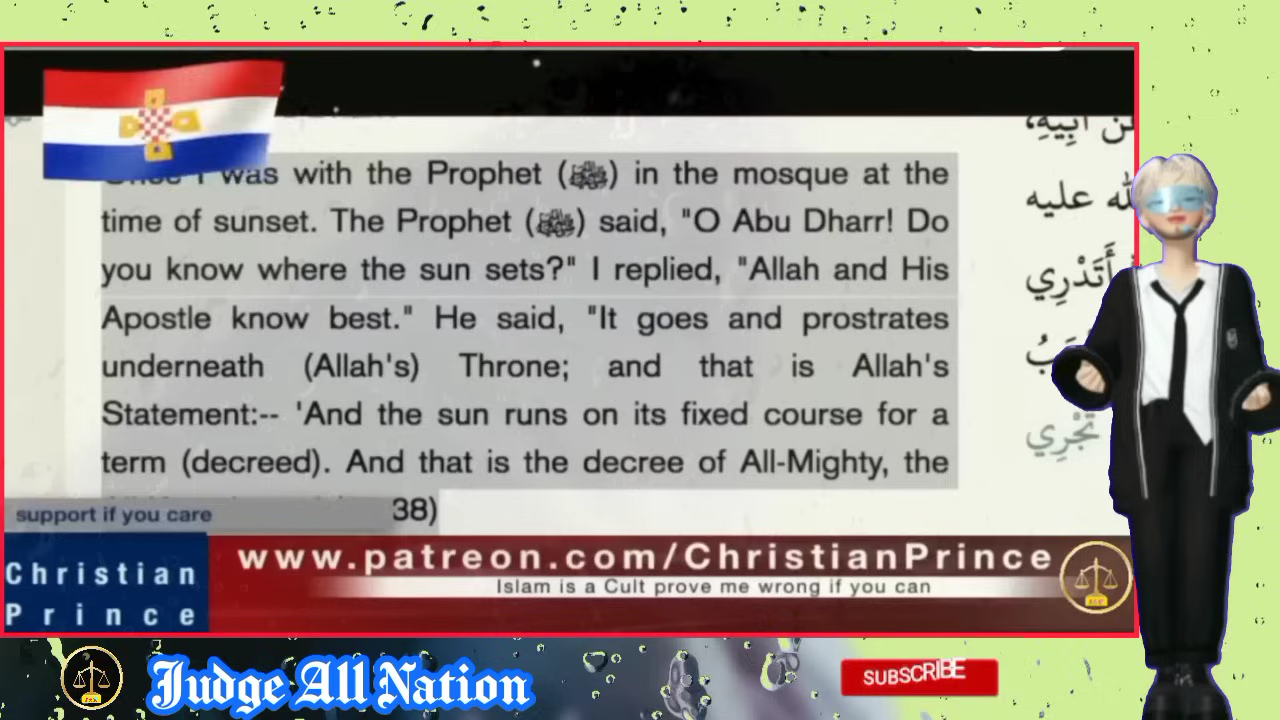 was with the Prophet (ﷺ) in the mosque at the
time of sunset. The Prophet (ﷺ) said, "O Abu Dharr! Do
you know where the sun sets?" I replied, "Allah and His
Apostle know best." He said, "It goes and prostrates
underneath (Allah's) Throne; and that is Allah's
Statement:-- 'And the sun runs on its fixed course for a
term (decreed). And that is the decree of All-Mighty, the
38)
أَبِيهِ،
عليه
أَتَدْرِي
تَجْرِي
support if you care
Christian
Prince
www.patreon.com/ChristianPrince
Islam is a Cult prove me wrong if you can
Judge All Nation
SUBSCRIBE